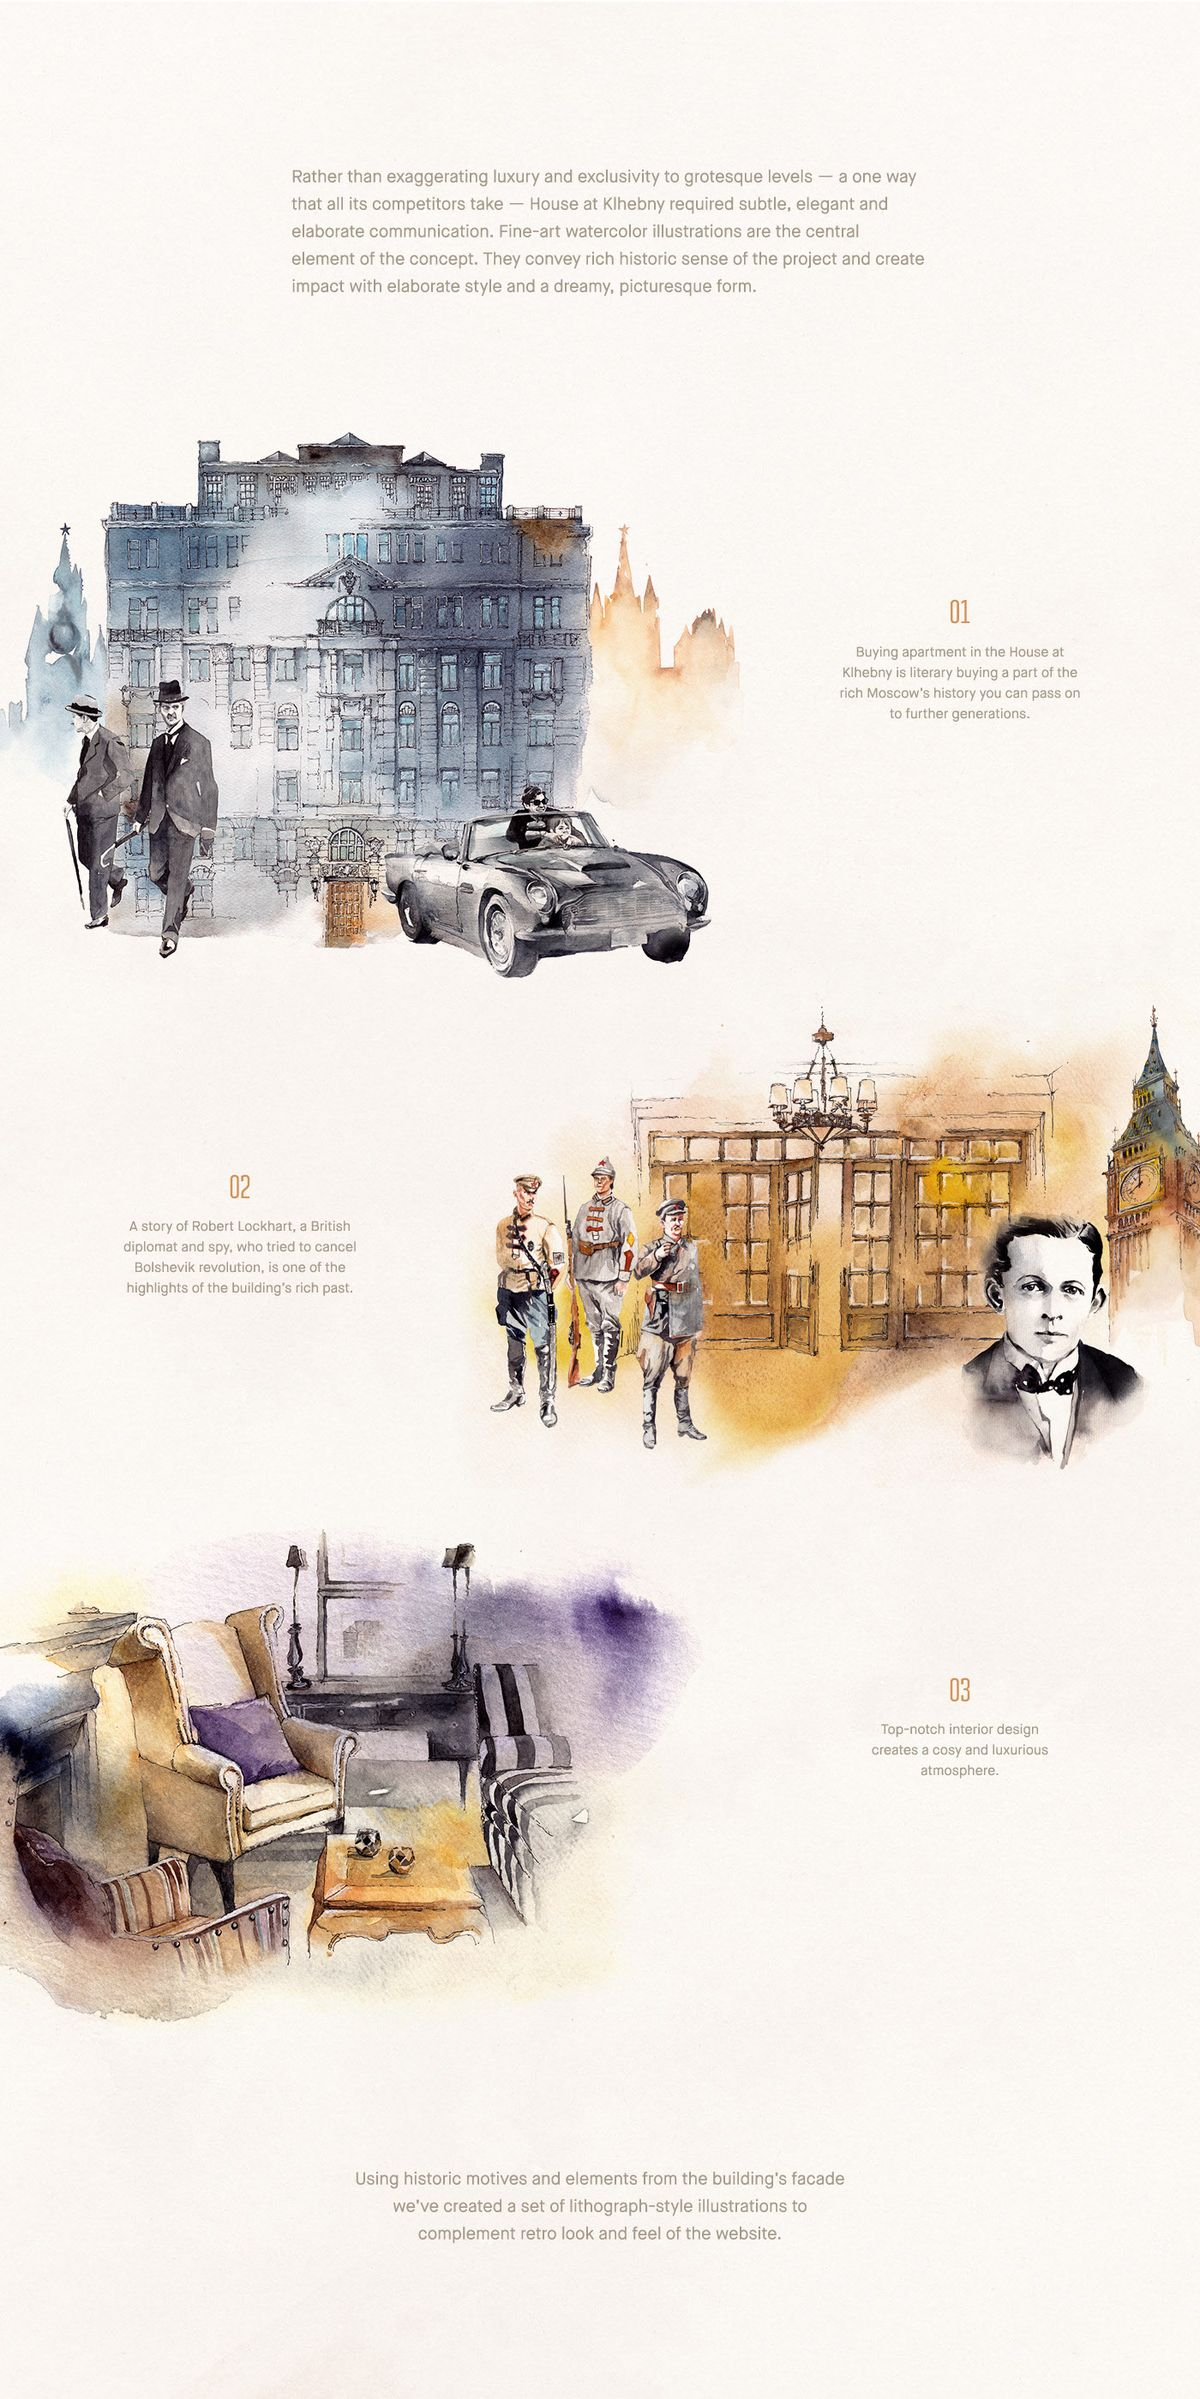 Rather than exaggerating luxury and exclusivity to grotesque levels — a one way
that all its competitors take — House at Klhebny required subtle, elegant and
elaborate communication. Fine-art watercolor illustrations are the central
element of the concept. They convey rich historic sense of the project and create
impact with elaborate style and a dreamy, picturesque form.
01
Buying apartment in the House at
Klhebny is literary buying a part of the
rich Moscow's history you can pass on
to further generations.
02
A story of Robert Lockhart, a British
diplomat and spy, who tried to cancel
Bolshevik revolution, is one of the
highlights of the building's rich past.
03
Top-notch interior design
creates a cosy and luxurious
atmosphere.
Using historic motives and elements from the building's facade
we've created a set of lithograph-style illustrations to
complement retro look and feel of the website.